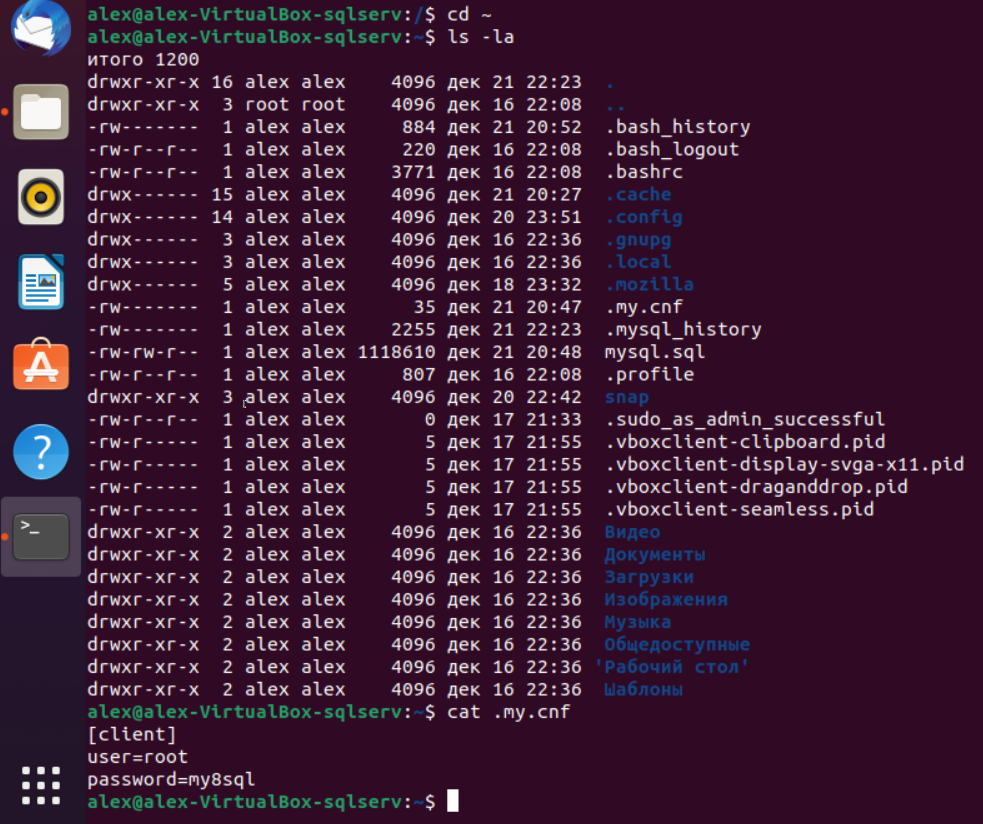 alex@alex-VirtualBox-sqlserv:/$ cd ~
alex@alex-VirtualBox-sqlserv:~$ ls -la
итого 1200
drwxr-xr-x 16 alex alex    4096 дек 21 22:23  .
drwxr-xr-x  3 root root    4096 дек 16 22:08  ..
-rw-------  1 alex alex     884 дек 21 20:52  .bash_history
-rw-r--r--  1 alex alex     220 дек 16 22:08  .bash_logout
-rw-r--r--  1 alex alex    3771 дек 16 22:08  .bashrc
drwx------ 15 alex alex    4096 дек 21 20:27  .cache
drwx------ 14 alex alex    4096 дек 20 23:51  .config
drwx------  3 alex alex    4096 дек 16 22:36  .gnupg
drwx------  3 alex alex    4096 дек 16 22:36  .local
drwx------  5 alex alex    4096 дек 18 23:32  .mozilla
-rw-------  1 alex alex      35 дек 21 20:47  .my.cnf
-rw-------  1 alex alex    2255 дек 21 22:23  .mysql_history
-rw-rw-r--  1 alex alex 1118610 дек 21 20:48  mysql.sql
-rw-r--r--  1 alex alex     807 дек 16 22:08  .profile
drwxr-xr-x  3 alex alex    4096 дек 20 22:42  snap
-rw-r--r--  1 alex alex       0 дек 17 21:33  .sudo_as_admin_successful
-rw-r-----  1 alex alex       5 дек 17 21:55  .vboxclient-clipboard.pid
-rw-r-----  1 alex alex       5 дек 17 21:55  .vboxclient-display-svga-x11.pid
-rw-r-----  1 alex alex       5 дек 17 21:55  .vboxclient-draganddrop.pid
-rw-r-----  1 alex alex       5 дек 17 21:55  .vboxclient-seamless.pid
drwxr-xr-x  2 alex alex    4096 дек 16 22:36  Видео
drwxr-xr-x  2 alex alex    4096 дек 16 22:36  Документы
drwxr-xr-x  2 alex alex    4096 дек 16 22:36  Загрузки
drwxr-xr-x  2 alex alex    4096 дек 16 22:36  Изображения
drwxr-xr-x  2 alex alex    4096 дек 16 22:36  Музыка
drwxr-xr-x  2 alex alex    4096 дек 16 22:36  Общедоступные
drwxr-xr-x  2 alex alex    4096 дек 16 22:36 'Рабочий стол'
drwxr-xr-x  2 alex alex    4096 дек 16 22:36  Шаблоны
alex@alex-VirtualBox-sqlserv:~$ cat .my.cnf
[client]
user=root
password=my8sql
alex@alex-VirtualBox-sqlserv:~$